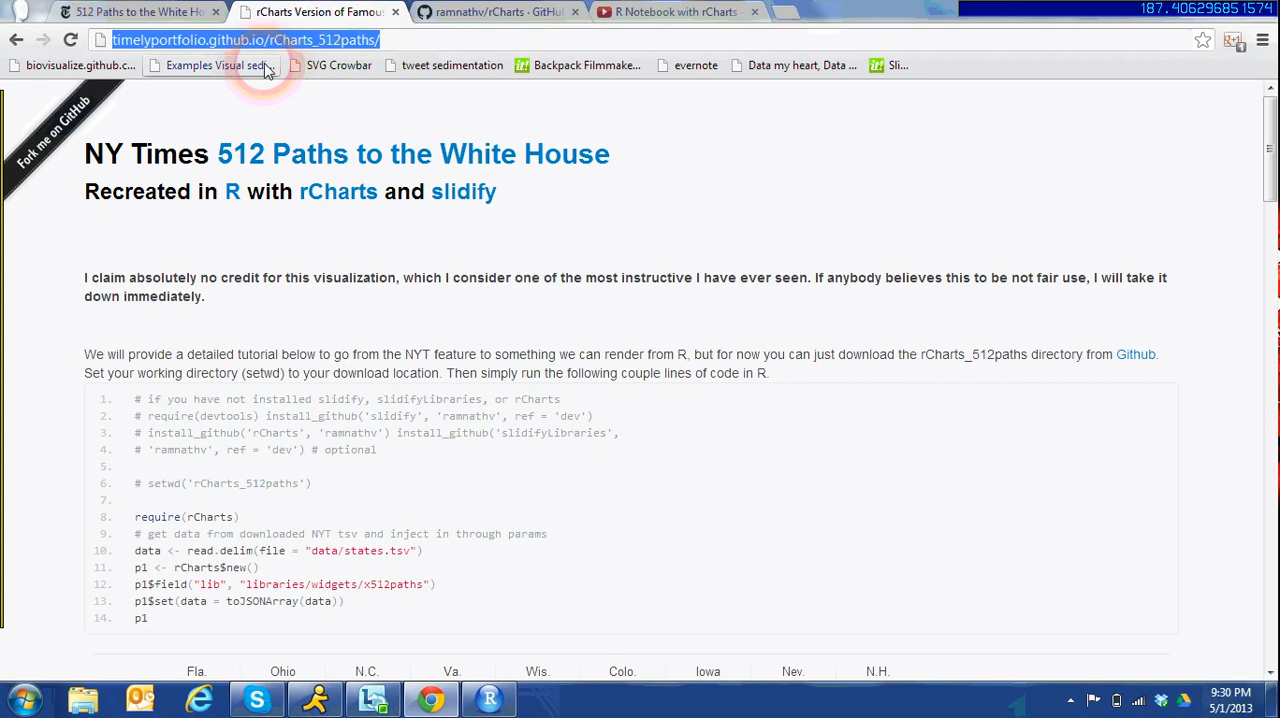 512 Paths to the White Ho
rCharts Version of Famou
ramnathv/rCharts · GitHu
R Notebook with rCharts
187.406296851574
timelyportfolio.github.io/rCharts_512paths/
biovisualize.github.c...
Examples Visual sed...
SVG Crowbar
tweet sedimentation
it!
Backpack Filmmake...
evernote
Data my heart, Data ...
it!
Sli...
Fork me on GitHub
NY Times 512 Paths to the White House
Recreated in R with rCharts and slidify
I claim absolutely no credit for this visualization, which I consider one of the most instructive I have ever seen. If anybody believes this to be not fair use, I will take it
down immediately.
We will provide a detailed tutorial below to go from the NYT feature to something we can render from R, but for now you can just download the rCharts_512paths directory from Github.
Set your working directory (setwd) to your download location. Then simply run the following couple lines of code in R.
1. # if you have not installed slidify, slidifyLibraries, or rCharts
2. # require(devtools) install_github('slidify', 'ramnathv', ref = 'dev')
3. # install_github('rCharts', 'ramnathv') install_github('slidifyLibraries',
4. # 'ramnathv', ref = 'dev') # optional
5.
6. # setwd('rCharts_512paths')
7.
8. require(rCharts)
9. # get data from downloaded NYT tsv and inject in through params
10. data <- read.delim(file = "data/states.tsv")
11. p1 <- rCharts$new()
12. p1$field("lib", "libraries/widgets/x512paths")
13. p1$set(data = toJSONArray(data))
14. p1
Fla. Ohio N.C. Va. Wis. Colo. Iowa Nev. N.H.
9:30 PM
5/1/2013